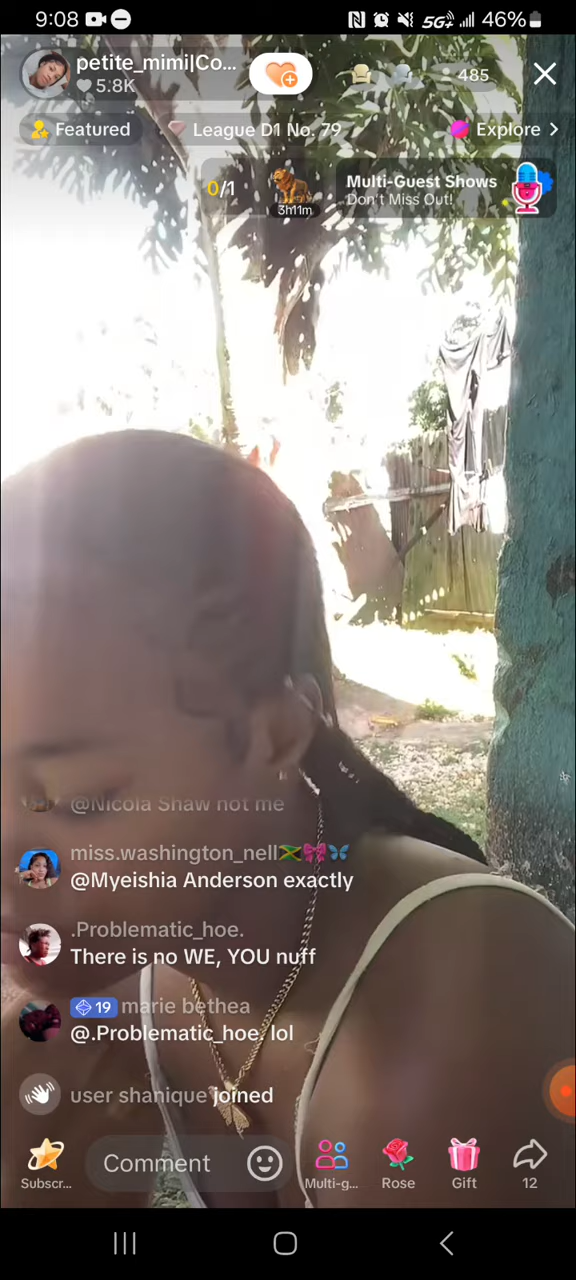 9:08 5G+ 46%
petite_mimi|Co...
5.8K
485
Featured League D1 No. 79 Explore
0/1 3h11m Multi-Guest Shows
Don't Miss Out!
@Nicola Shaw not me
miss.washington_nell🇯🇲🎀🦋
@Myeishia Anderson exactly
.Problematic_hoe.
There is no WE, YOU nuff
19 marie bethea
@.Problematic_hoe. lol
user shanique joined
Comment
Subscr... Multi-g... Rose Gift 12